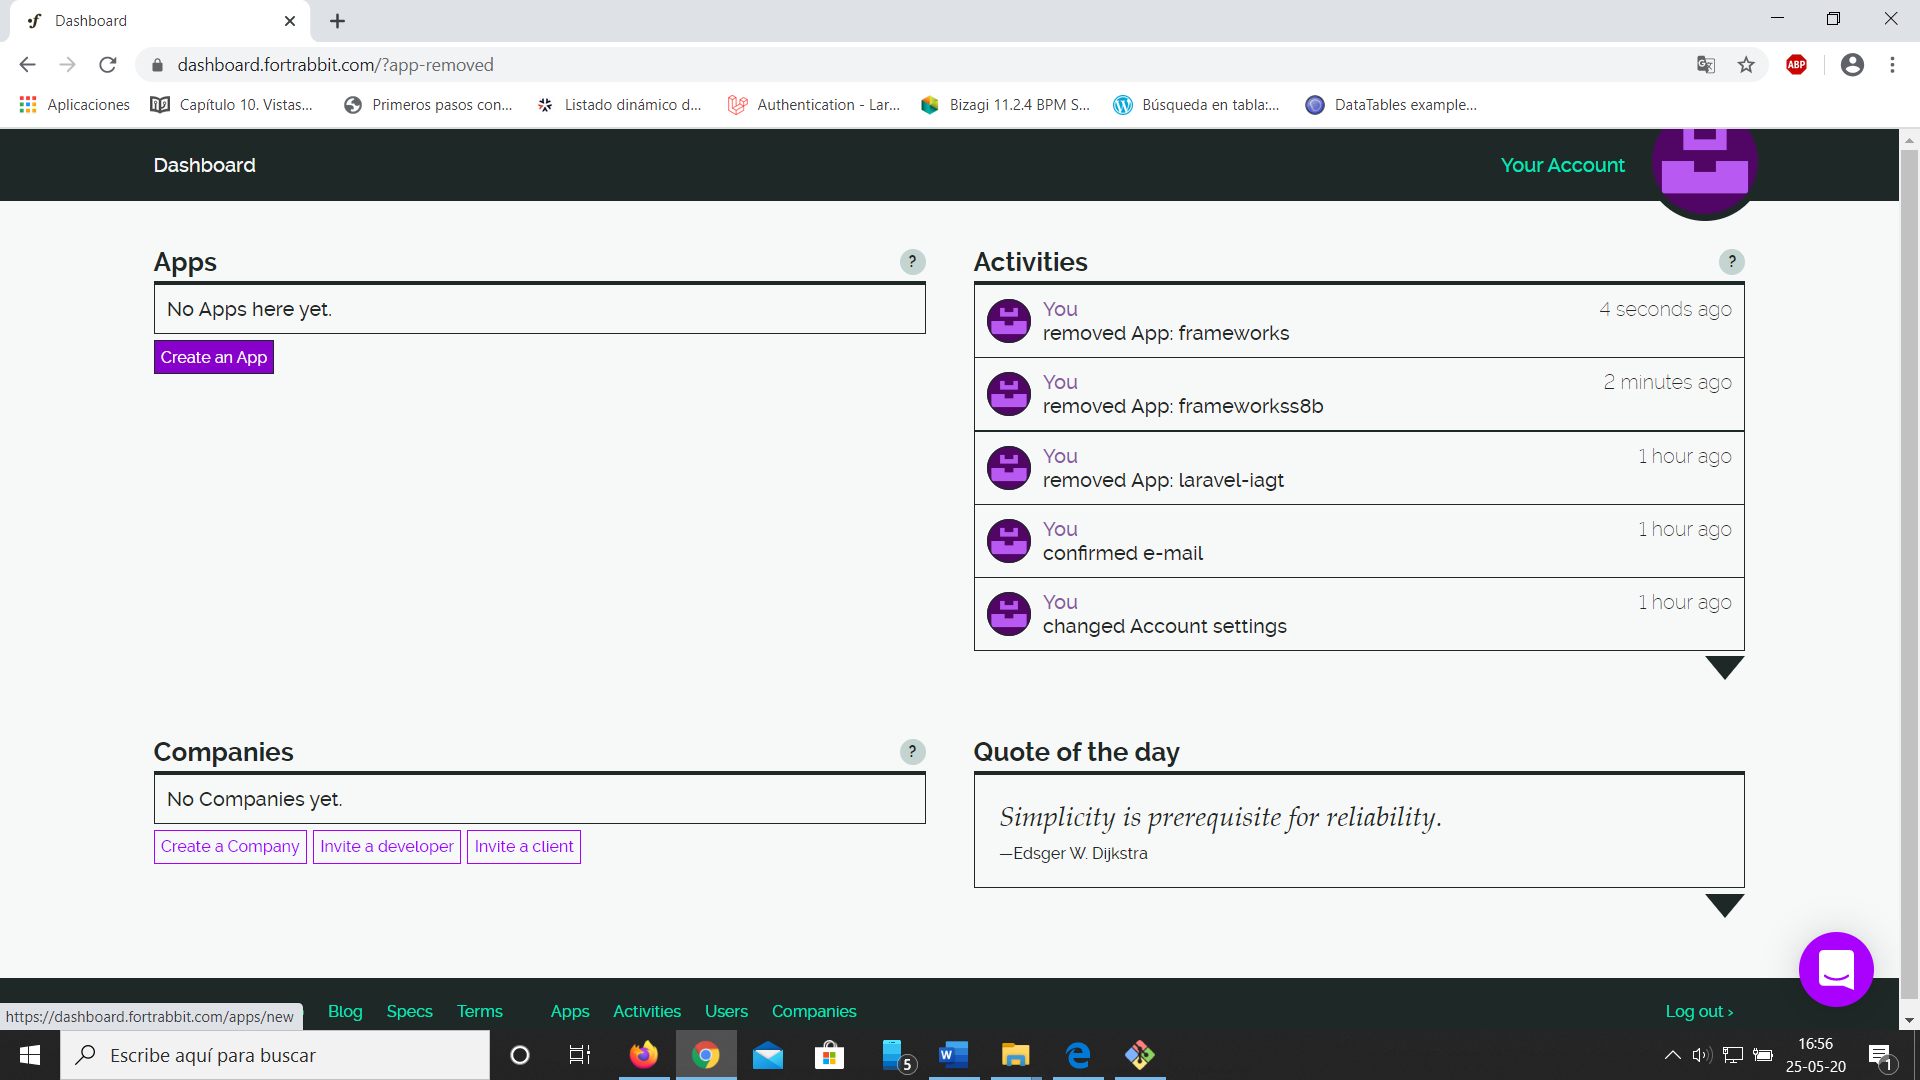 Dashboard
dashboard.fortrabbit.com/?app-removed
ABP
Aplicaciones
Capítulo 10. Vistas...
Primeros pasos con...
Listado dinámico d...
Authentication - Lar...
Bizagi 11.2.4 BPM S...
Búsqueda en tabla:...
DataTables example...
Dashboard
Your Account
Apps
?
No Apps here yet.
Create an App
Activities
?
You
4 seconds ago
removed App: frameworks
You
2 minutes ago
removed App: frameworkss8b
You
1 hour ago
removed App: laravel-iagt
You
1 hour ago
confirmed e-mail
You
1 hour ago
changed Account settings
Companies
?
No Companies yet.
Create a Company
Invite a developer
Invite a client
Quote of the day
Simplicity is prerequisite for reliability.
—Edsger W. Dijkstra
Blog
Specs
Terms
Apps
Activities
Users
Companies
Log out ›
https://dashboard.fortrabbit.com/apps/new
Escribe aquí para buscar
5
16:56
25-05-20
1